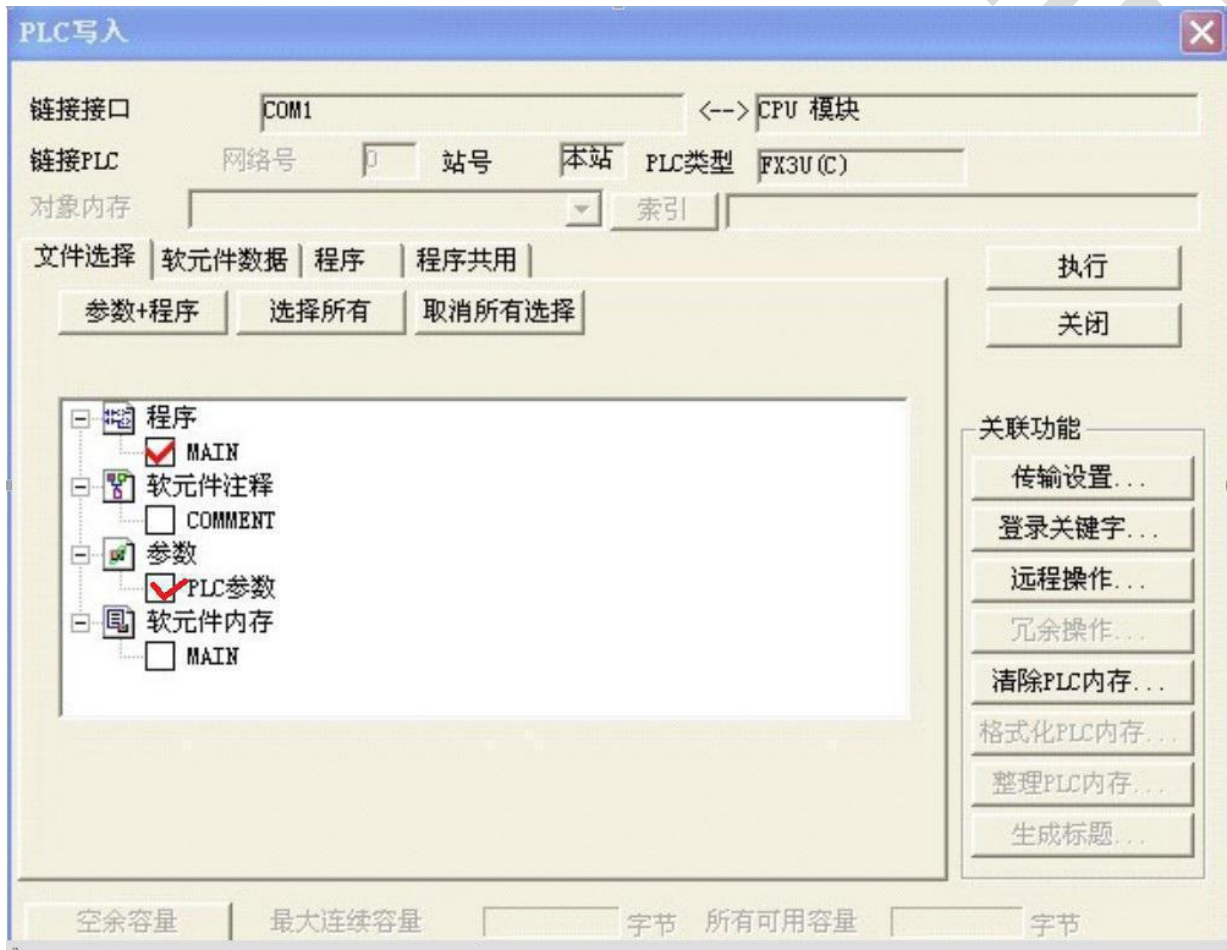 PLC写入
链接接口 COM1 <--> CPU 模块
链接PLC 网络号 0 站号 本站 PLC类型 FX3U(C)
对象内存 索引
文件选择 软元件数据 程序 程序共用
执行
参数+程序 选择所有 取消所有选择
关闭
程序
MAIN
软元件注释
COMMENT
参数
PLC参数
软元件内存
MAIN
关联功能
传输设置...
登录关键字...
远程操作...
冗余操作...
清除PLC内存...
格式化PLC内存...
整理PLC内存...
生成标题...
空余容量 最大连续容量 字节 所有可用容量 字节